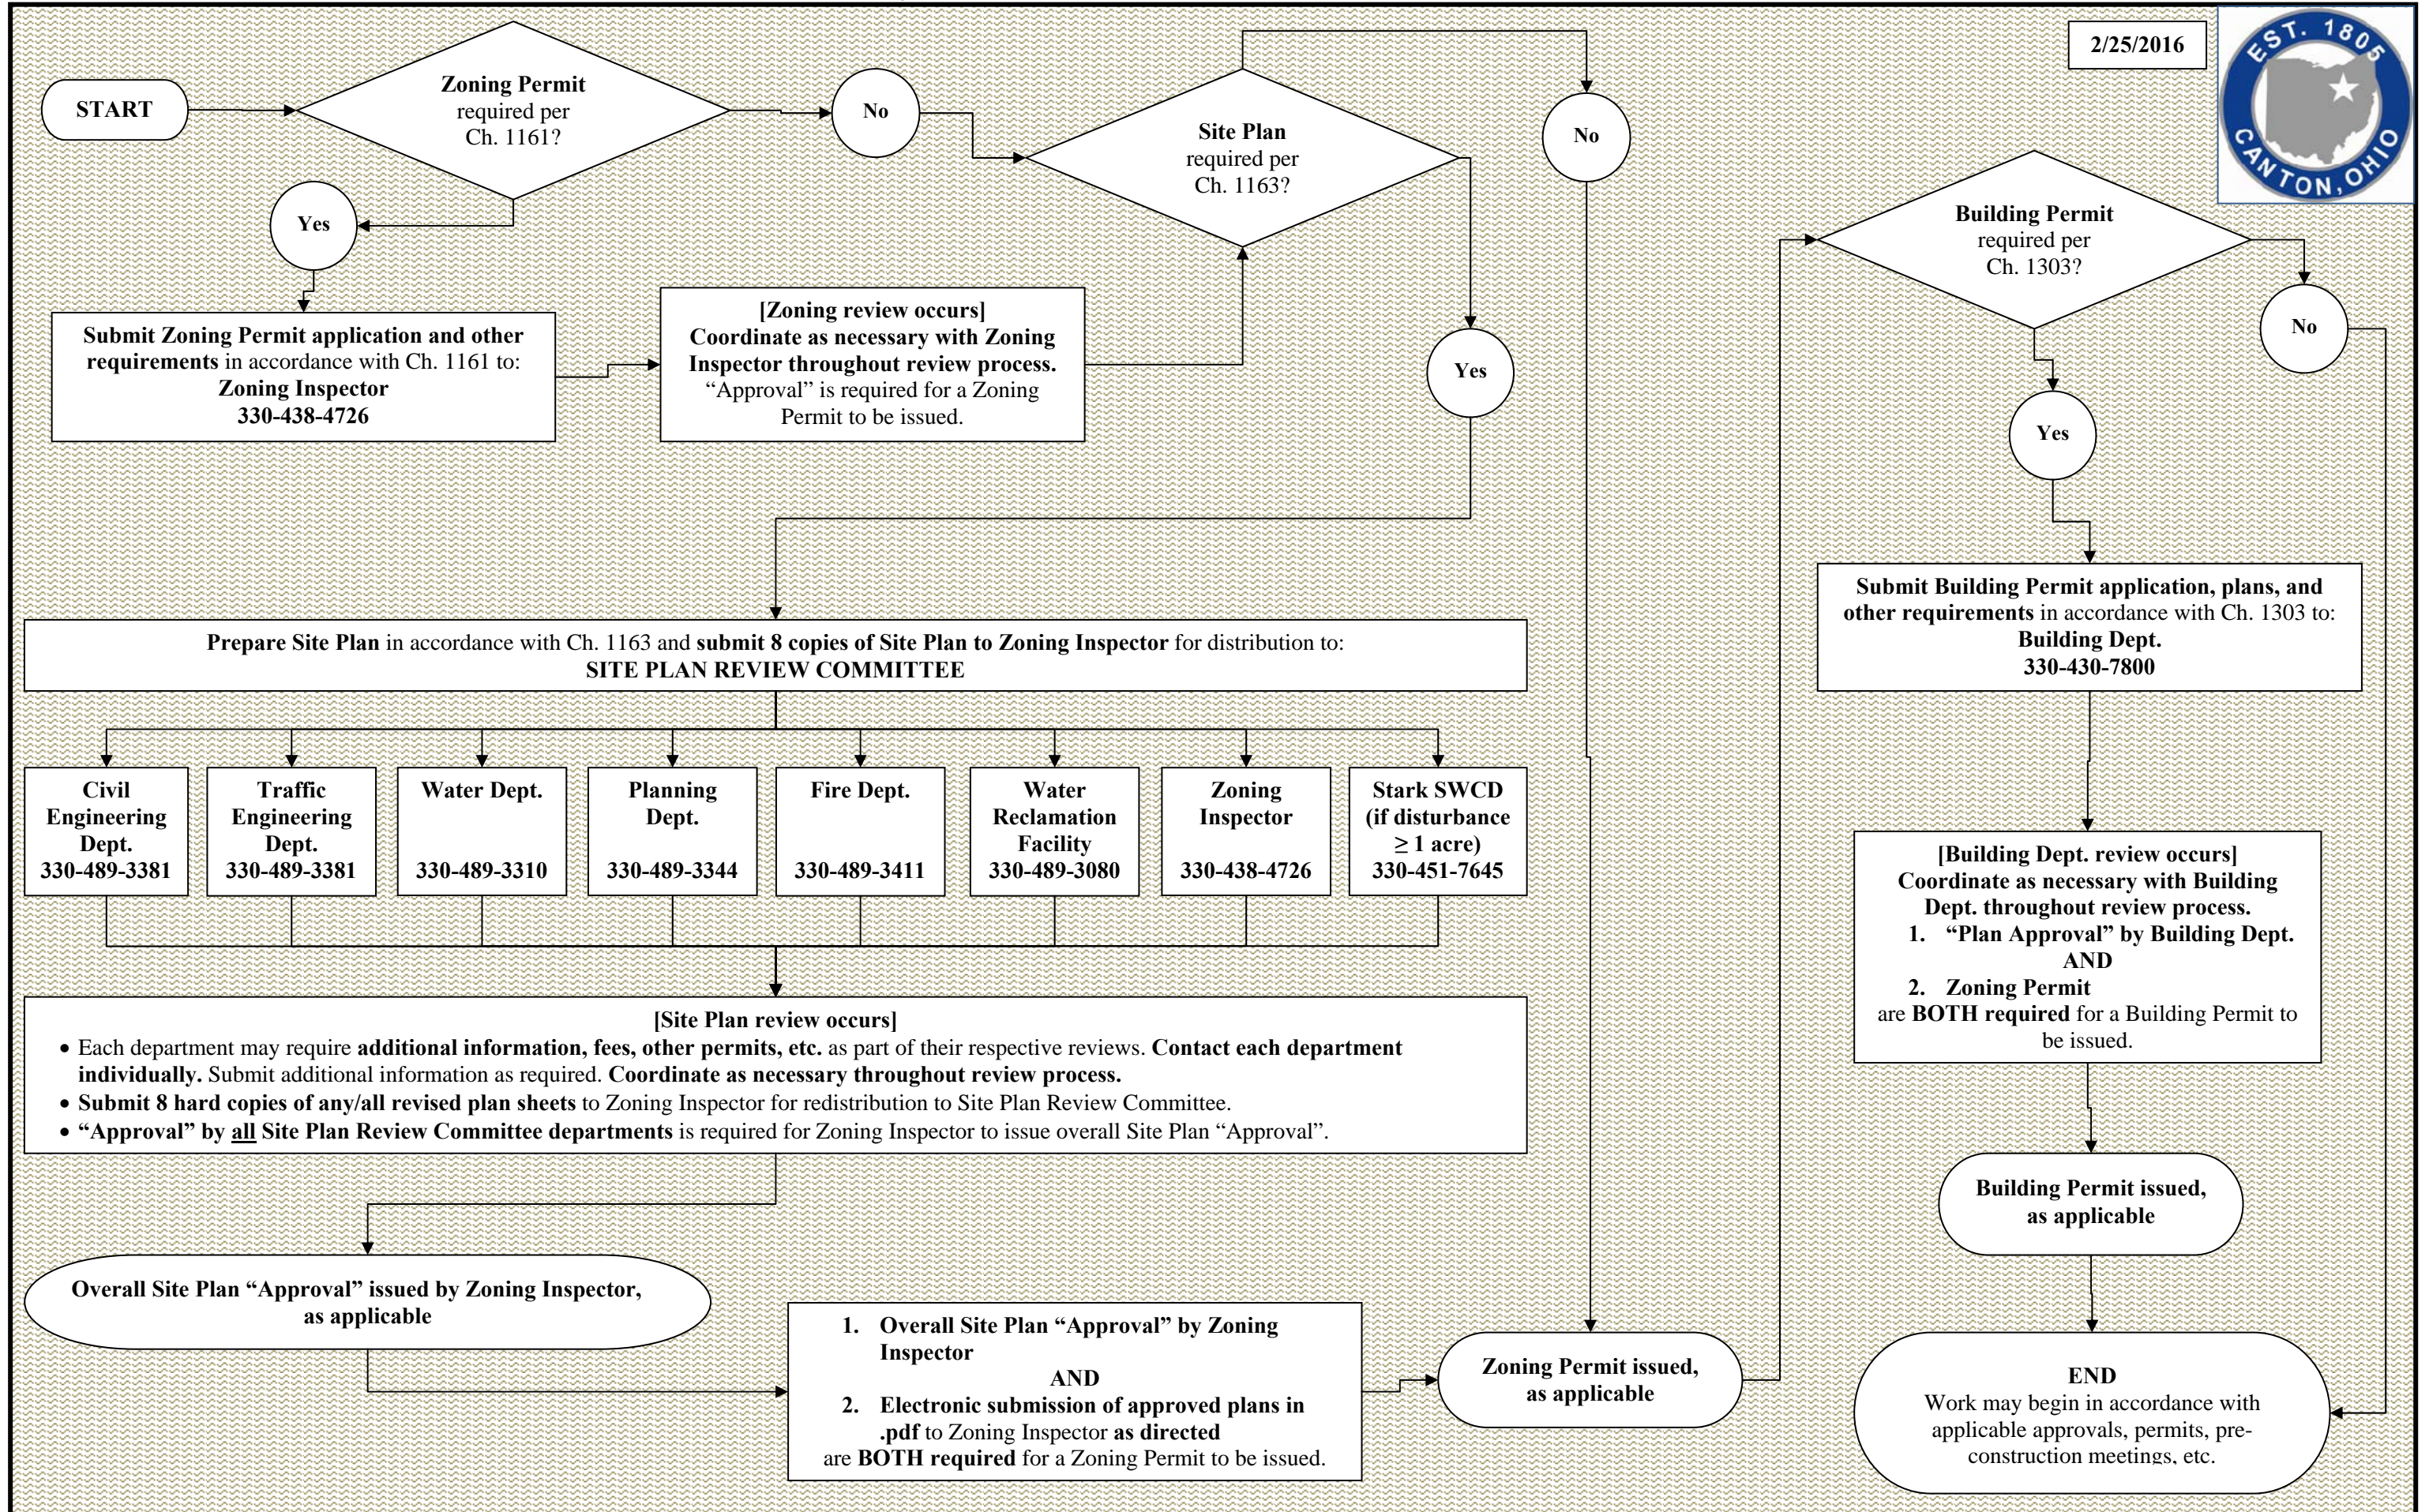 2/25/2016
EST. 1805
CANTON, OHIO
START
Zoning Permit
required per
Ch. 1161?
No
Yes
Site Plan
required per
Ch. 1163?
No
Yes
Submit Zoning Permit application and other
requirements in accordance with Ch. 1161 to:
Zoning Inspector
330-438-4726
[Zoning review occurs]
Coordinate as necessary with Zoning
Inspector throughout review process.
“Approval” is required for a Zoning
Permit to be issued.
Prepare Site Plan in accordance with Ch. 1163 and submit 8 copies of Site Plan to Zoning Inspector for distribution to:
SITE PLAN REVIEW COMMITTEE
Civil
Engineering
Dept.
330-489-3381
Traffic
Engineering
Dept.
330-489-3381
Water Dept.
330-489-3310
Planning
Dept.
330-489-3344
Fire Dept.
330-489-3411
Water
Reclamation
Facility
330-489-3080
Zoning
Inspector
330-438-4726
Stark SWCD
(if disturbance
≥ 1 acre)
330-451-7645
[Site Plan review occurs]
• Each department may require additional information, fees, other permits, etc. as part of their respective reviews. Contact each department
individually. Submit additional information as required. Coordinate as necessary throughout review process.
• Submit 8 hard copies of any/all revised plan sheets to Zoning Inspector for redistribution to Site Plan Review Committee.
• “Approval” by all Site Plan Review Committee departments is required for Zoning Inspector to issue overall Site Plan “Approval”.
Overall Site Plan “Approval” issued by Zoning Inspector,
as applicable
1. Overall Site Plan “Approval” by Zoning
Inspector
AND
2. Electronic submission of approved plans in
.pdf to Zoning Inspector as directed
are BOTH required for a Zoning Permit to be issued.
Zoning Permit issued,
as applicable
Building Permit
required per
Ch. 1303?
No
Yes
Submit Building Permit application, plans, and
other requirements in accordance with Ch. 1303 to:
Building Dept.
330-430-7800
[Building Dept. review occurs]
Coordinate as necessary with Building
Dept. throughout review process.
1. “Plan Approval” by Building Dept.
AND
2. Zoning Permit
are BOTH required for a Building Permit to
be issued.
Building Permit issued,
as applicable
END
Work may begin in accordance with
applicable approvals, permits, pre-
construction meetings, etc.